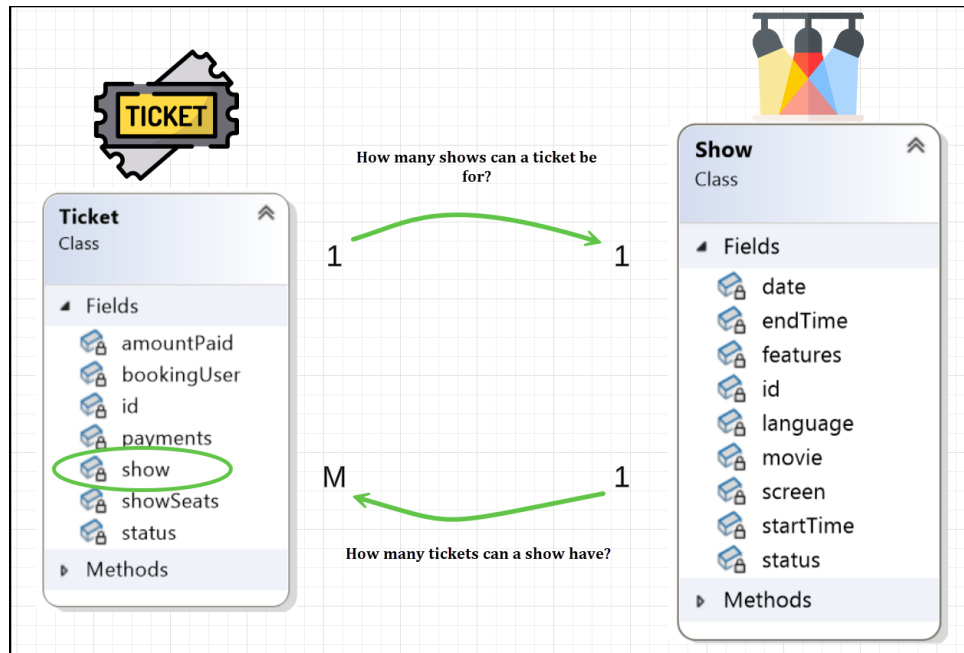 TICKET
Ticket
Class
Fields
amountPaid
bookingUser
id
payments
show
showSeats
status
Methods
How many shows can a ticket be
for?
1
1
M
1
How many tickets can a show have?
Show
Class
Fields
date
endTime
features
id
language
movie
screen
startTime
status
Methods